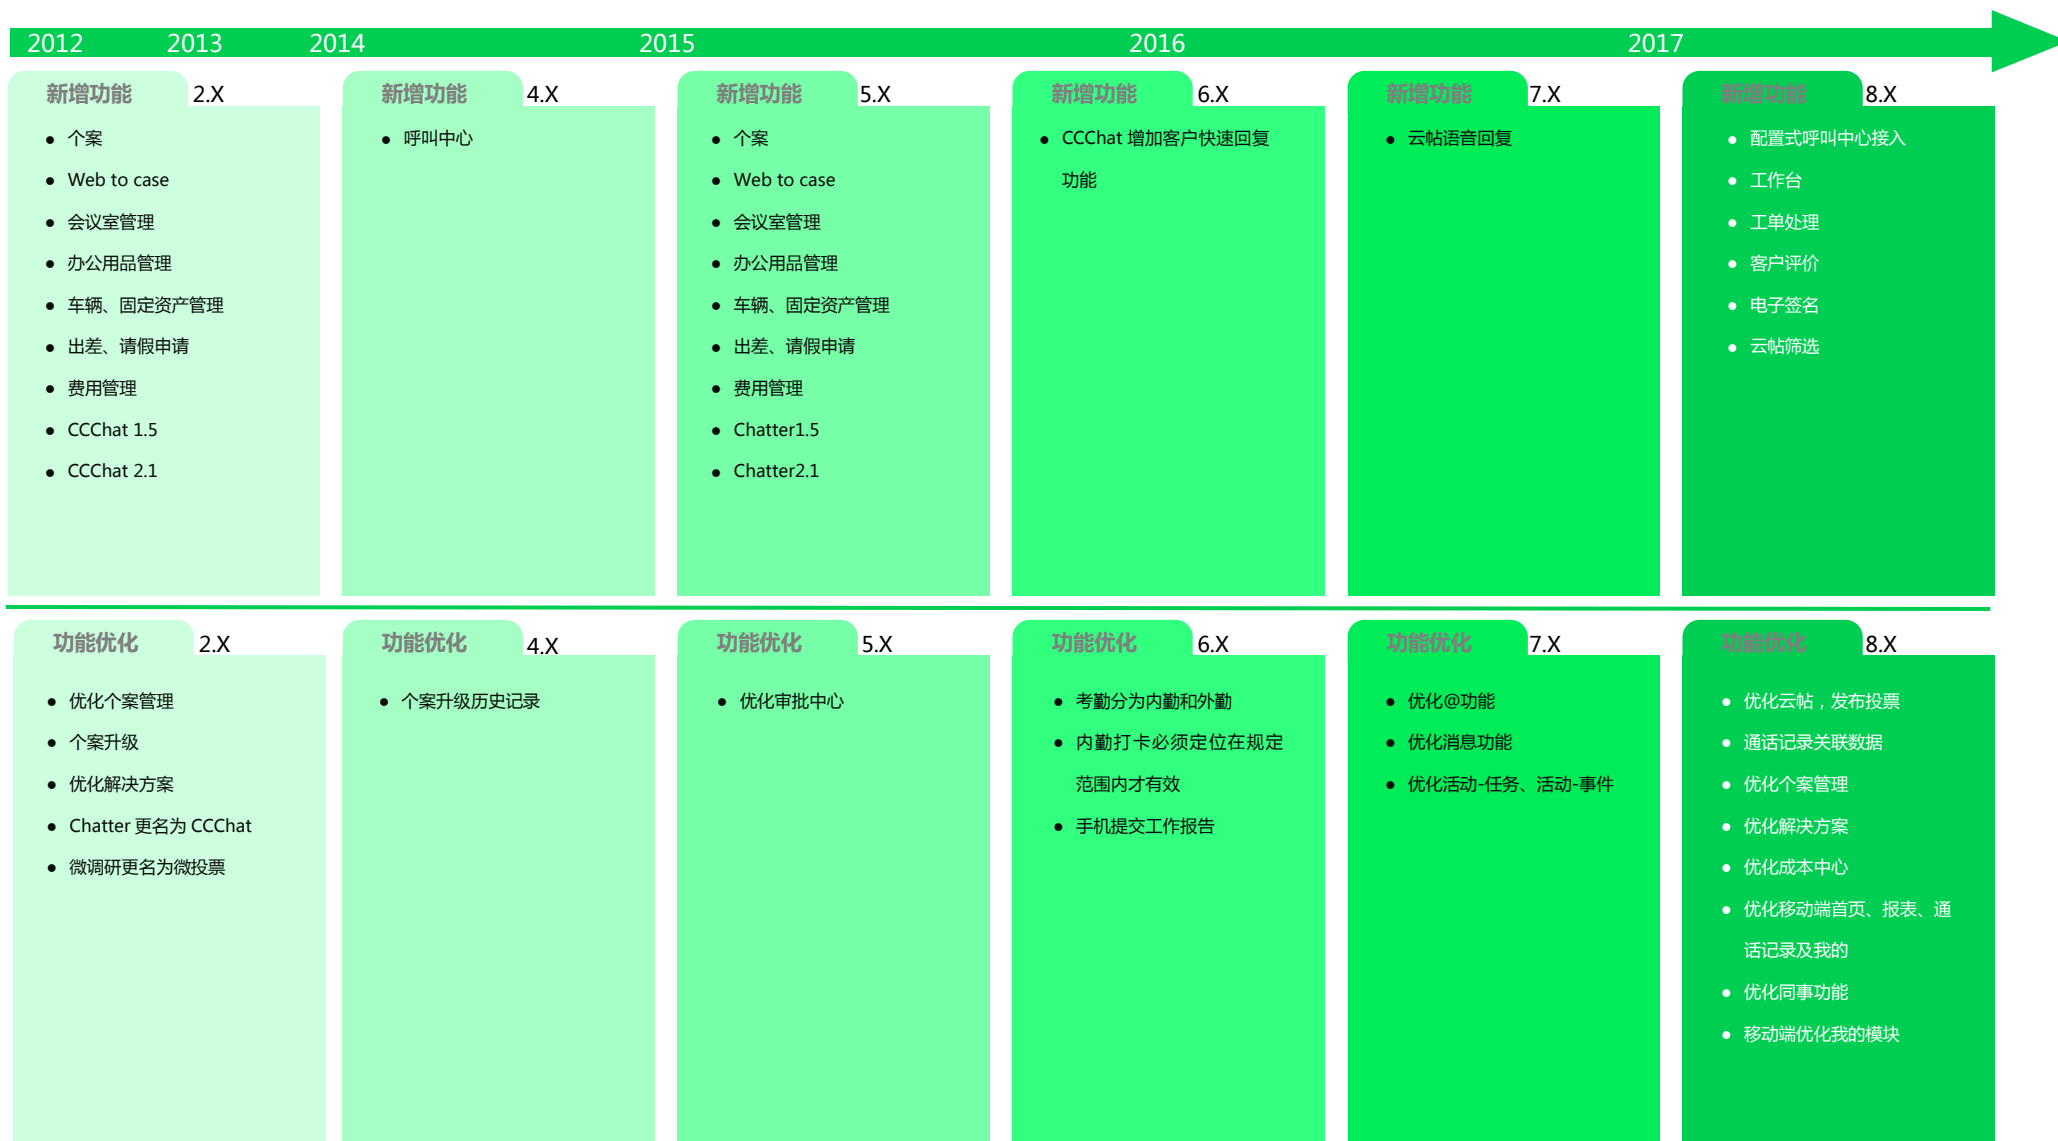 2012 2013 2014 2015 2016 2017
新增功能 2.X
● 个案
● Web to case
● 会议室管理
● 办公用品管理
● 车辆、固定资产管理
● 出差、请假申请
● 费用管理
● CCChat 1.5
● CCChat 2.1
新增功能 4.X
● 呼叫中心
新增功能 5.X
● 个案
● Web to case
● 会议室管理
● 办公用品管理
● 车辆、固定资产管理
● 出差、请假申请
● 费用管理
● Chatter1.5
● Chatter2.1
新增功能 6.X
● CCChat 增加客户快速回复
功能
新增功能 7.X
● 云帖语音回复
新增功能 8.X
● 配置式呼叫中心接入
● 工作台
● 工单处理
● 客户评价
● 电子签名
● 云帖筛选
功能优化 2.X
● 优化个案管理
● 个案升级
● 优化解决方案
● Chatter 更名为 CCChat
● 微调研更名为微投票
功能优化 4.X
● 个案升级历史记录
功能优化 5.X
● 优化审批中心
功能优化 6.X
● 考勤分为内勤和外勤
● 内勤打卡必须定位在规定
范围内才有效
● 手机提交工作报告
功能优化 7.X
● 优化@功能
● 优化消息功能
● 优化活动-任务、活动-事件
功能优化 8.X
● 优化云帖，发布投票
● 通话记录关联数据
● 优化个案管理
● 优化解决方案
● 优化成本中心
● 优化移动端首页、报表、通
话记录及我的
● 优化同事功能
● 移动端优化我的模块